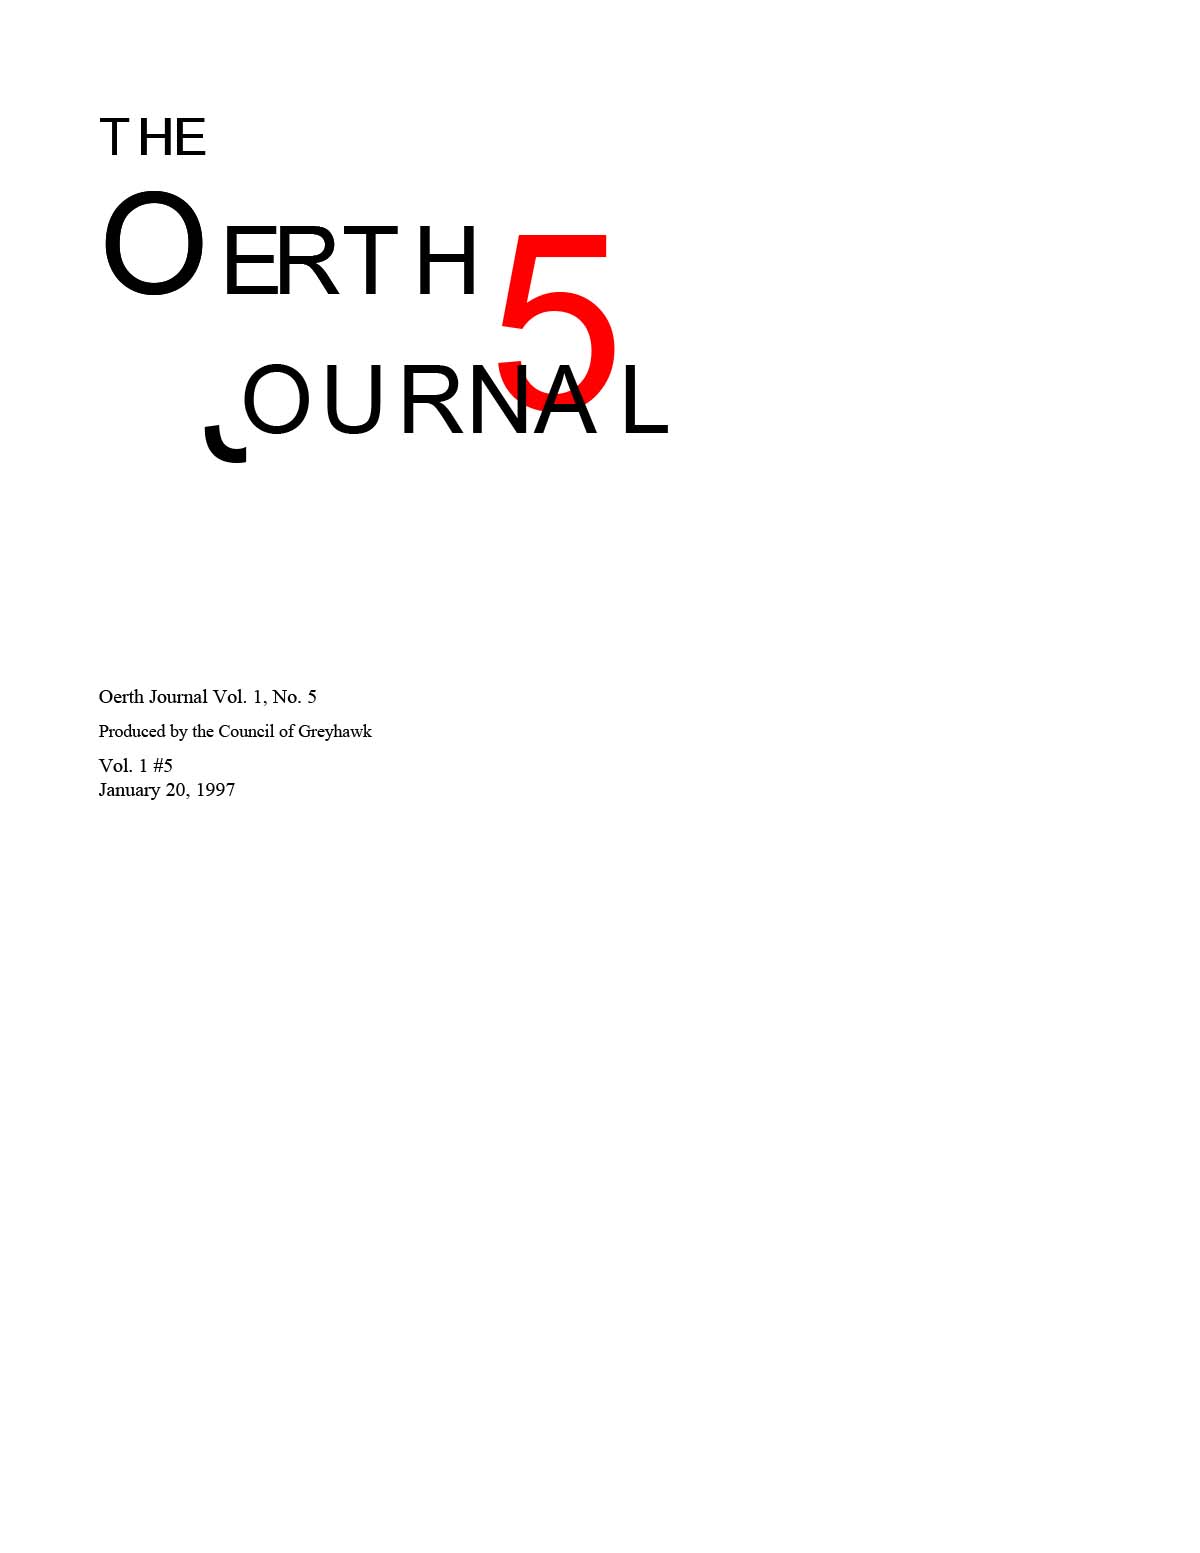 THE
OERTH 5
JOURNAL
Oerth Journal Vol. 1, No. 5
Produced by the Council of Greyhawk
Vol. 1 #5
January 20, 1997